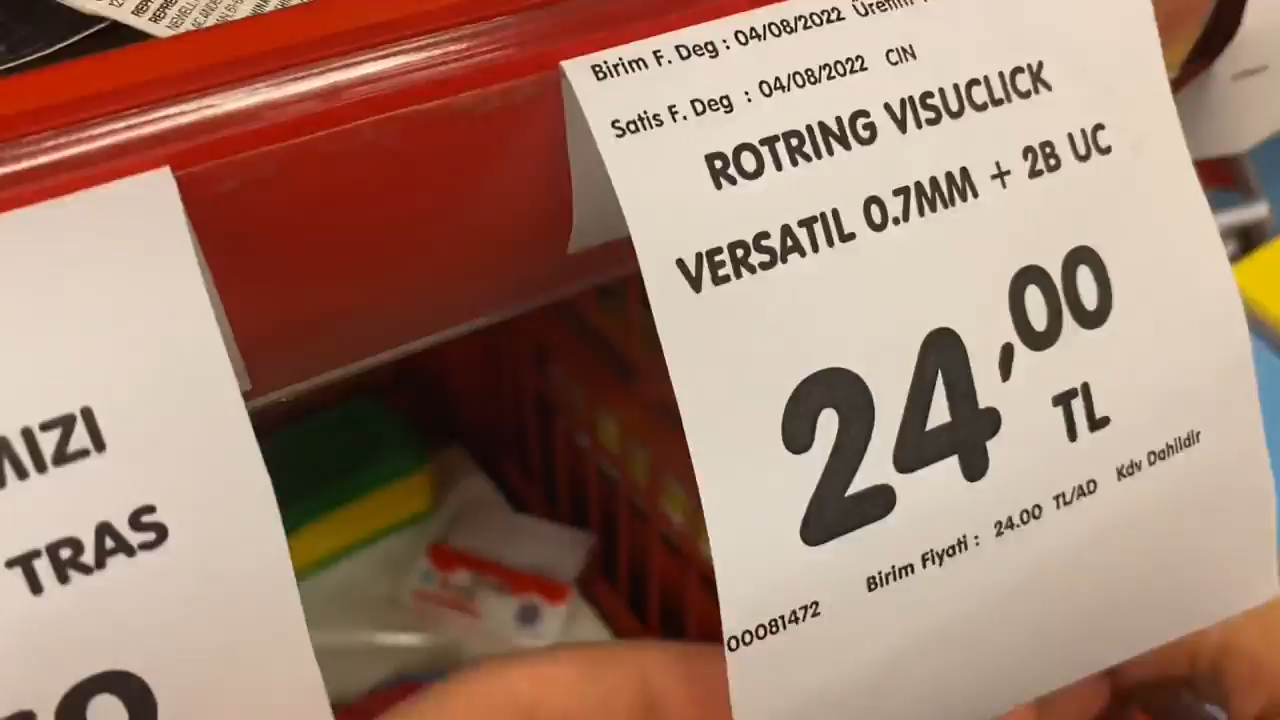 Birim F. Deg : 04/08/2022 Üretim
Satis F. Deg : 04/08/2022 CIN
ROTRING VISUCLICK
VERSATIL 0.7MM + 2B UC
24,00
TL
Birim Fiyati : 24.00 TL/AD Kdv Dahildir
00081472
MIZI
TRAS